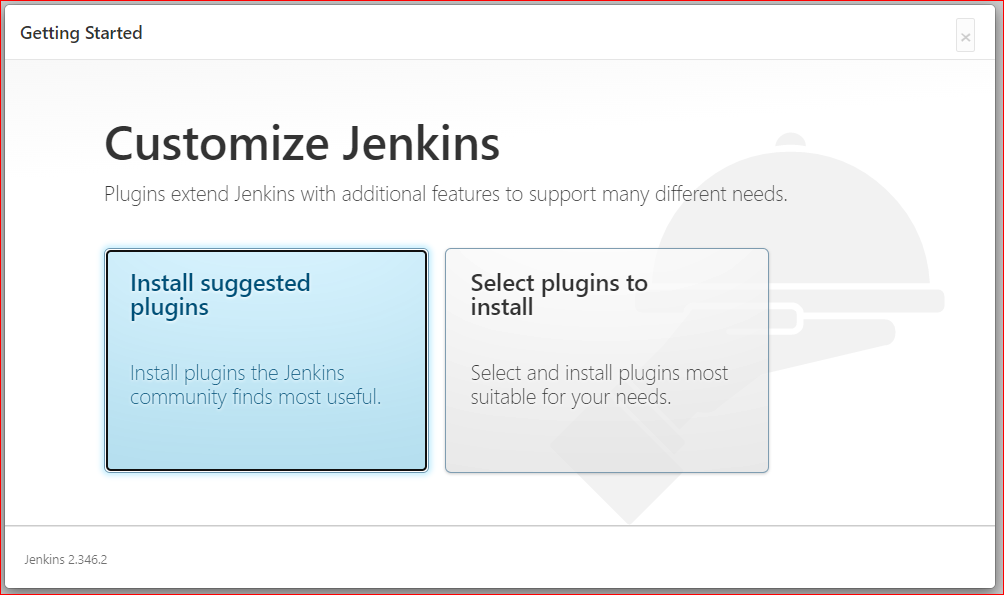 Getting Started
×
Customize Jenkins
Plugins extend Jenkins with additional features to support many different needs.
Install suggested
plugins
Install plugins the Jenkins
community finds most useful.
Select plugins to
install
Select and install plugins most
suitable for your needs.
Jenkins 2.346.2